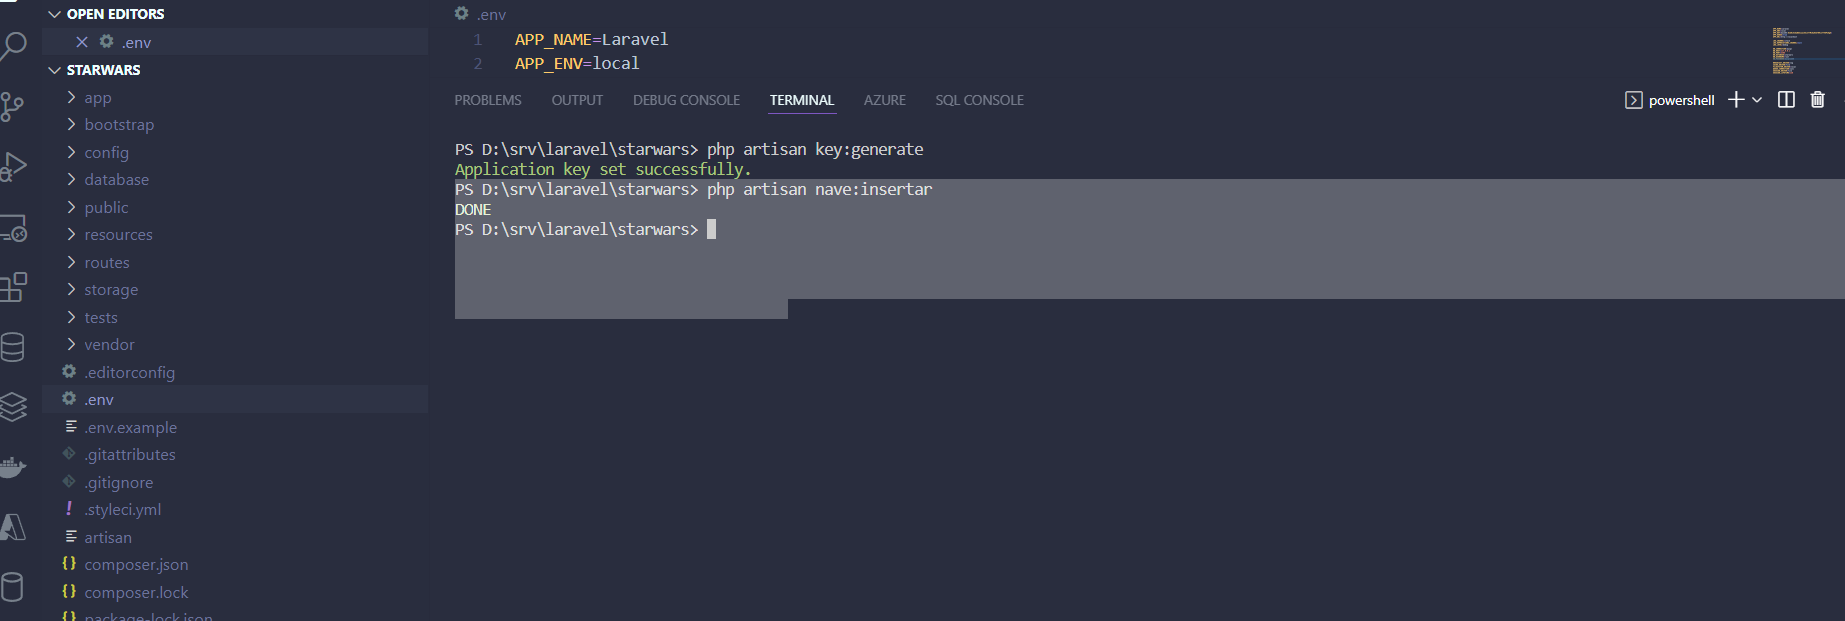 OPEN EDITORS
.env
STARWARS
app
bootstrap
config
database
public
resources
routes
storage
tests
vendor
.editorconfig
.env
.env.example
.gitattributes
.gitignore
.styleci.yml
artisan
composer.json
composer.lock
package-lock.json
.env
1 APP_NAME=Laravel
2 APP_ENV=local
PROBLEMS OUTPUT DEBUG CONSOLE TERMINAL AZURE SQL CONSOLE
powershell
PS D:\srv\laravel\starwars> php artisan key:generate
Application key set successfully.
PS D:\srv\laravel\starwars> php artisan nave:insertar
DONE
PS D:\srv\laravel\starwars>